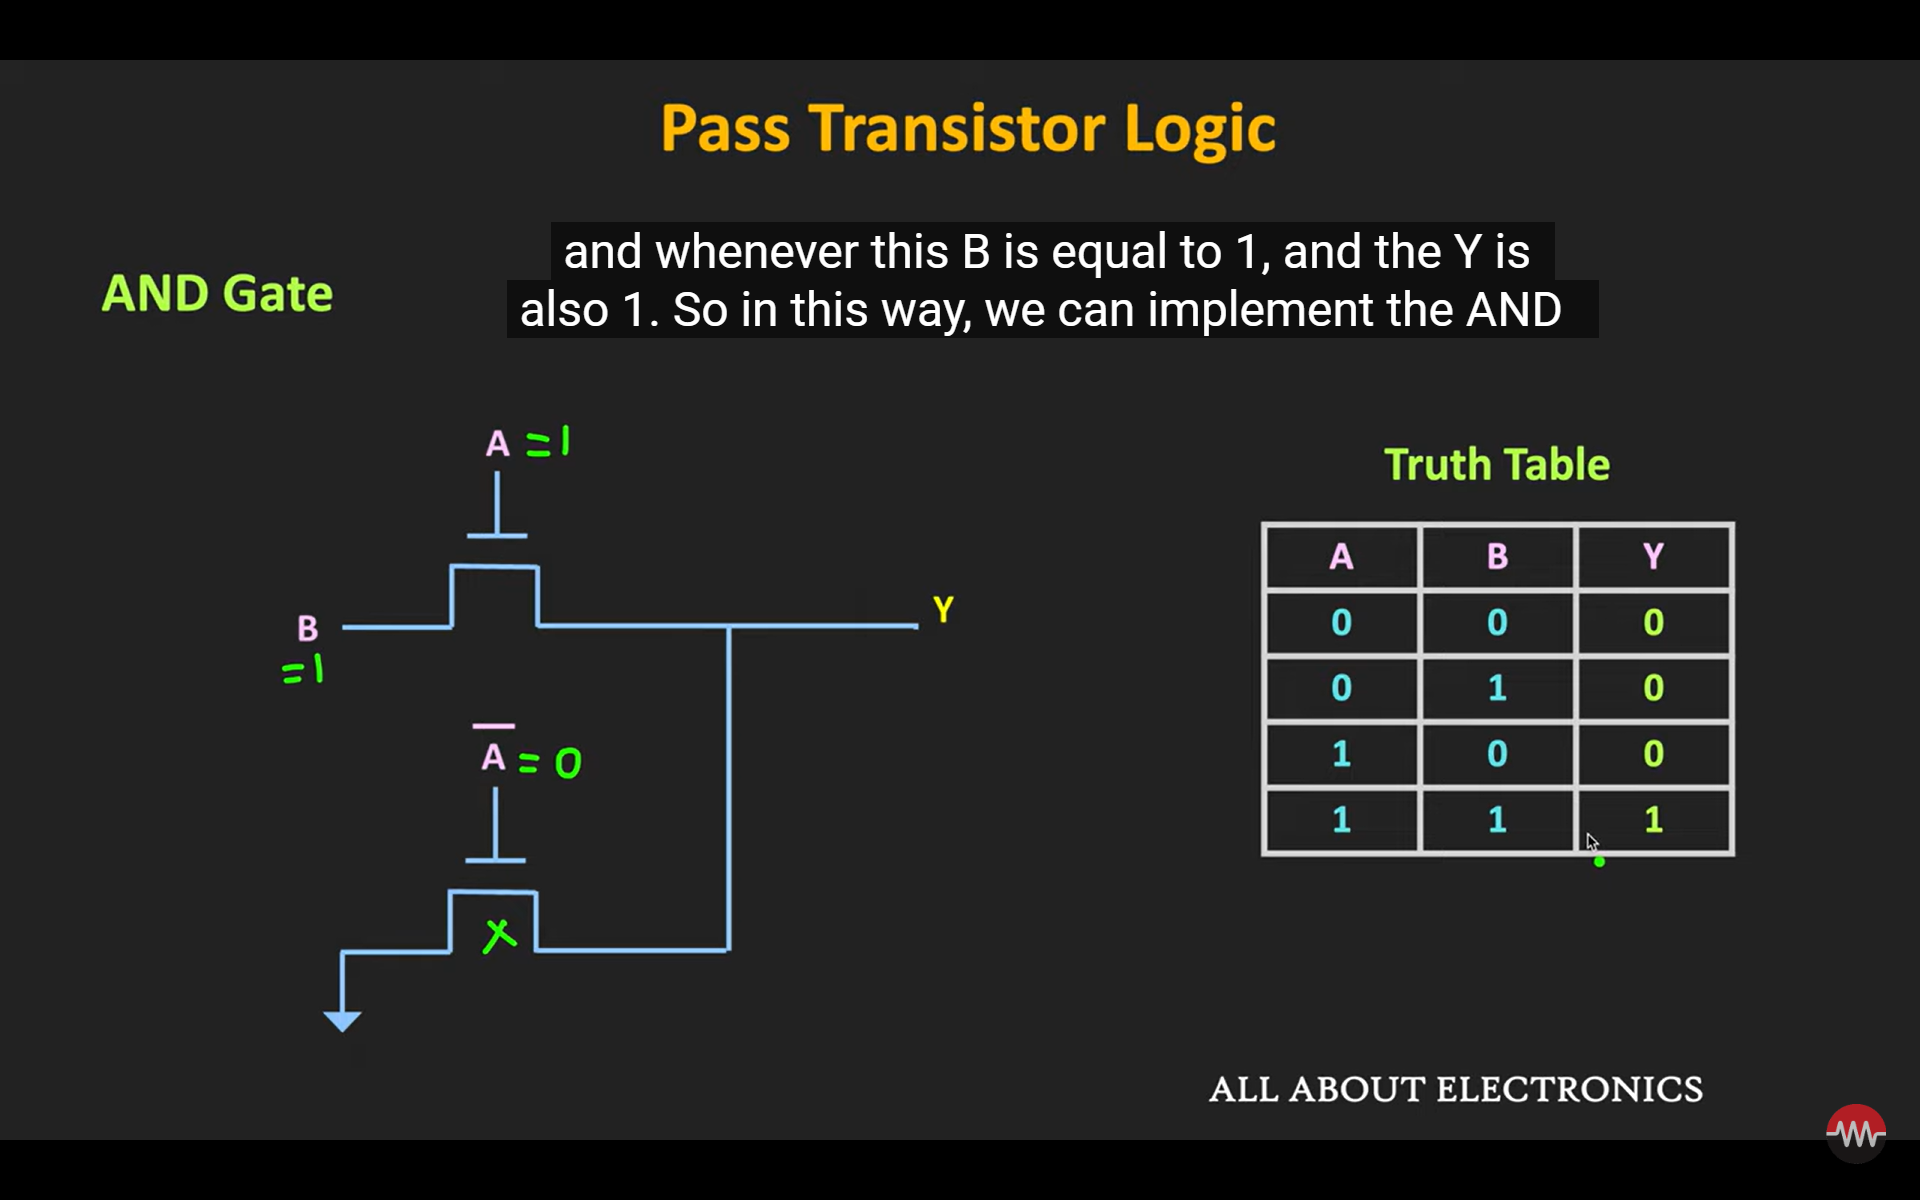 Pass Transistor Logic
and whenever this B is equal to 1, and the Y is
also 1. So in this way, we can implement the AND
AND Gate
A =1
B
=1
Y
A̅ = 0
X
Truth Table
A B Y
0 0 0
0 1 0
1 0 0
1 1 1
ALL ABOUT ELECTRONICS